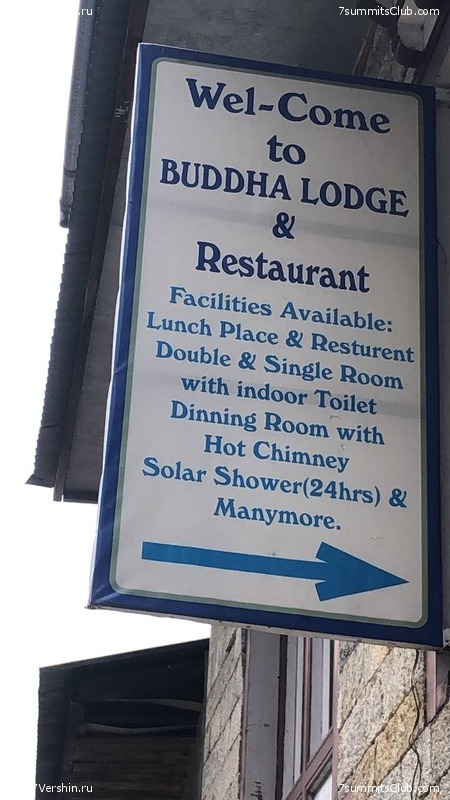 7summitsClub.com
Wel-Come
to
BUDDHA LODGE
&
Restaurant
Facilities Available:
Lunch Place & Resturent
Double & Single Room
with indoor Toilet
Dinning Room with
Hot Chimney
Solar Shower(24hrs) &
Manymore.
7Vershin.ru
7summitsClub.com